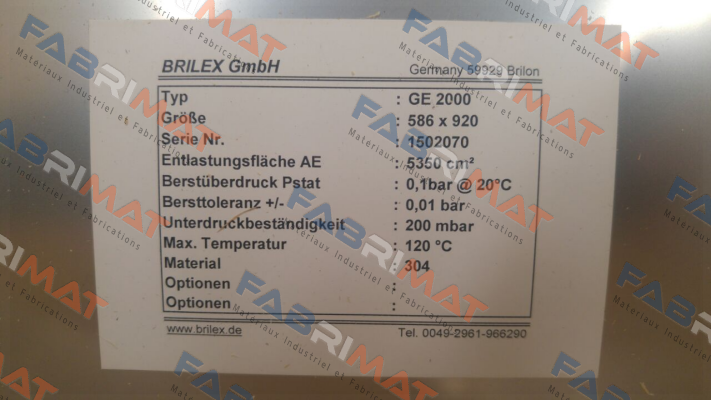 BRILEX GmbH Germany 59929 Brilon
Typ : GE 2000
Größe : 586 x 920
Serie Nr. : 1502070
Entlastungsfläche AE : 5350 cm²
Berstüberdruck Pstat : 0,1bar @ 20°C
Bersttoleranz +/- : 0,01 bar
Unterdruckbeständigkeit : 200 mbar
Max. Temperatur : 120 °C
Material : 304
Optionen :
Optionen :
www.brilex.de Tel. 0049-2961-966290
FABRIMAT
Materiaux Industriel et Fabrications